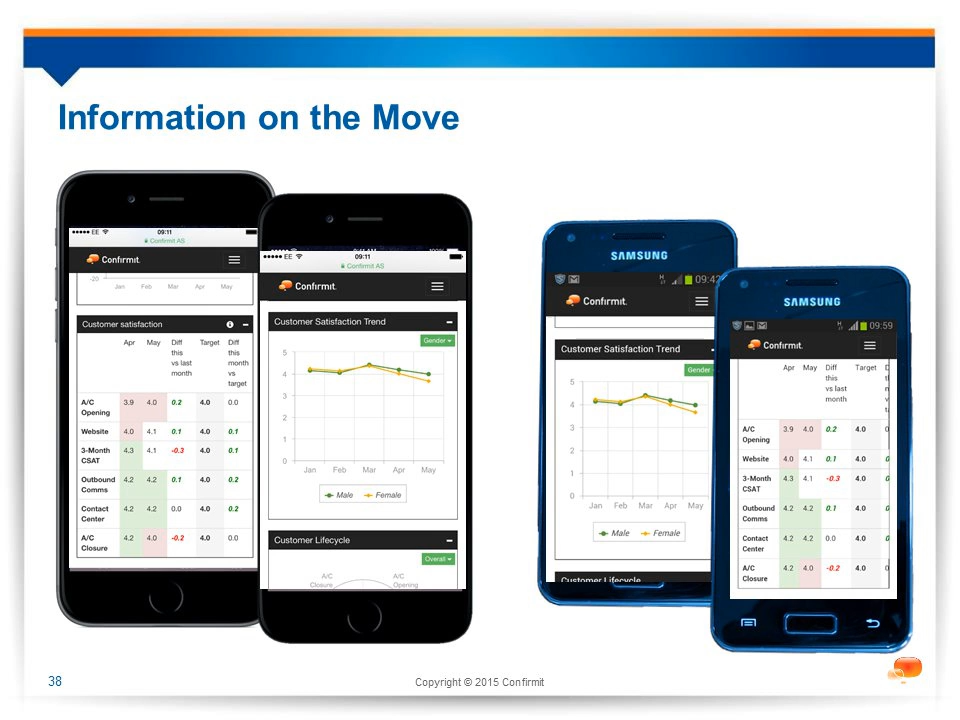 Information on the Move
EE 09:11
Confirmit AS
Confirmit.
-20
Jan Feb Mar Apr May
Customer satisfaction
Apr May Diff this vs last month Target Diff this month vs target
A/C Opening 3.9 4.0 0.2 4.0 0.0
Website 4.0 4.1 0.1 4.0 0.1
3-Month CSAT 4.3 4.1 -0.3 4.0 0.1
Outbound Comms 4.2 4.2 0.1 4.0 0.2
Contact Center 4.2 4.2 0.0 4.0 0.2
A/C Closure 4.2 4.0 -0.2 4.0 0.0
EE 09:11
Confirmit AS
Confirmit.
Customer Satisfaction Trend
Gender
5
4
3
2
1
0
Jan Feb Mar Apr May
Male Female
Customer Lifecycle
Overall
A/C Closure A/C Opening
SAMSUNG
H 09:42
Confirmit.
Customer Satisfaction Trend
Gender
5
4
3
2
1
0
Jan Feb Mar Apr May
Male Female
Customer Lifecycle
SAMSUNG
H 09:59
Confirmit.
Apr May Diff this vs last month Target
A/C Opening 3.9 4.0 0.2 4.0
Website 4.0 4.1 0.1 4.0
3-Month CSAT 4.3 4.1 -0.3 4.0
Outbound Comms 4.2 4.2 0.1 4.0
Contact Center 4.2 4.2 0.0 4.0
A/C Closure 4.2 4.0 -0.2 4.0
38
Copyright © 2015 Confirmit